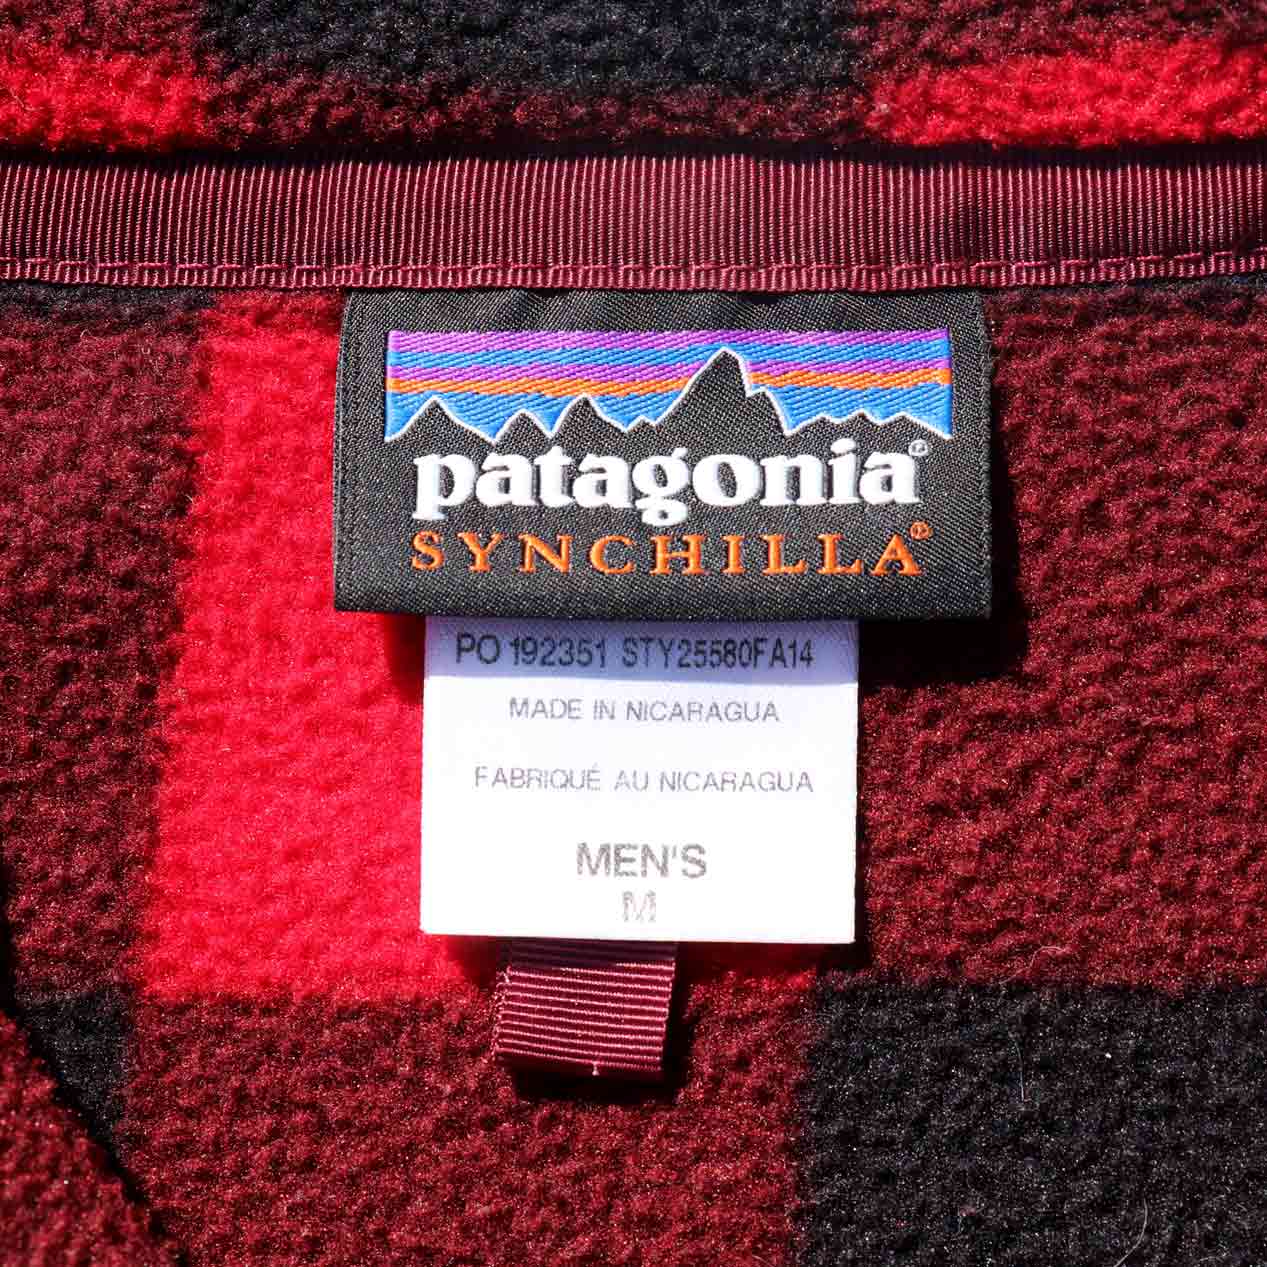 patagonia®
SYNCHILLA®
PO 192351 STY25580FA14
MADE IN NICARAGUA
FABRIQUÉ AU NICARAGUA
MEN'S
M